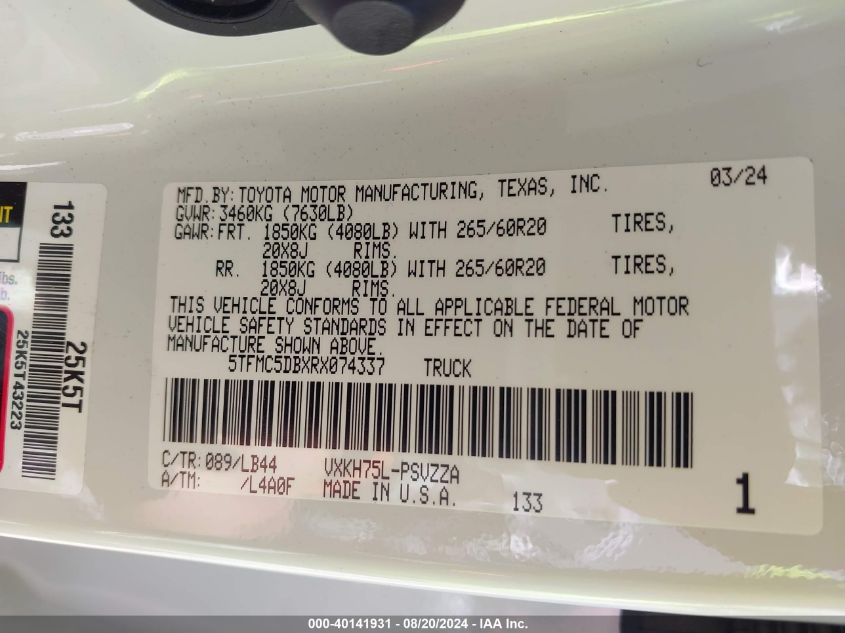 MFD.BY: TOYOTA MOTOR MANUFACTURING, TEXAS, INC. 03/24
GVWR: 3460KG (7630LB)
GAWR: FRT. 1850KG (4080LB) WITH 265/60R20 TIRES,
20X8J RIMS.
RR. 1850KG (4080LB) WITH 265/60R20 TIRES,
20X8J RIMS.
THIS VEHICLE CONFORMS TO ALL APPLICABLE FEDERAL MOTOR
VEHICLE SAFETY STANDARDS IN EFFECT ON THE DATE OF
MANUFACTURE SHOWN ABOVE.
5TFMC5DBXRX074337 TRUCK
C/TR: 089/LB44 VXKH75L-PSVZZA
A/TM: /L4A0F MADE IN U.S.A. 133 1
133
25K5T
25K5T43223
lbs.
000-40141931 - 08/20/2024 - IAA Inc.